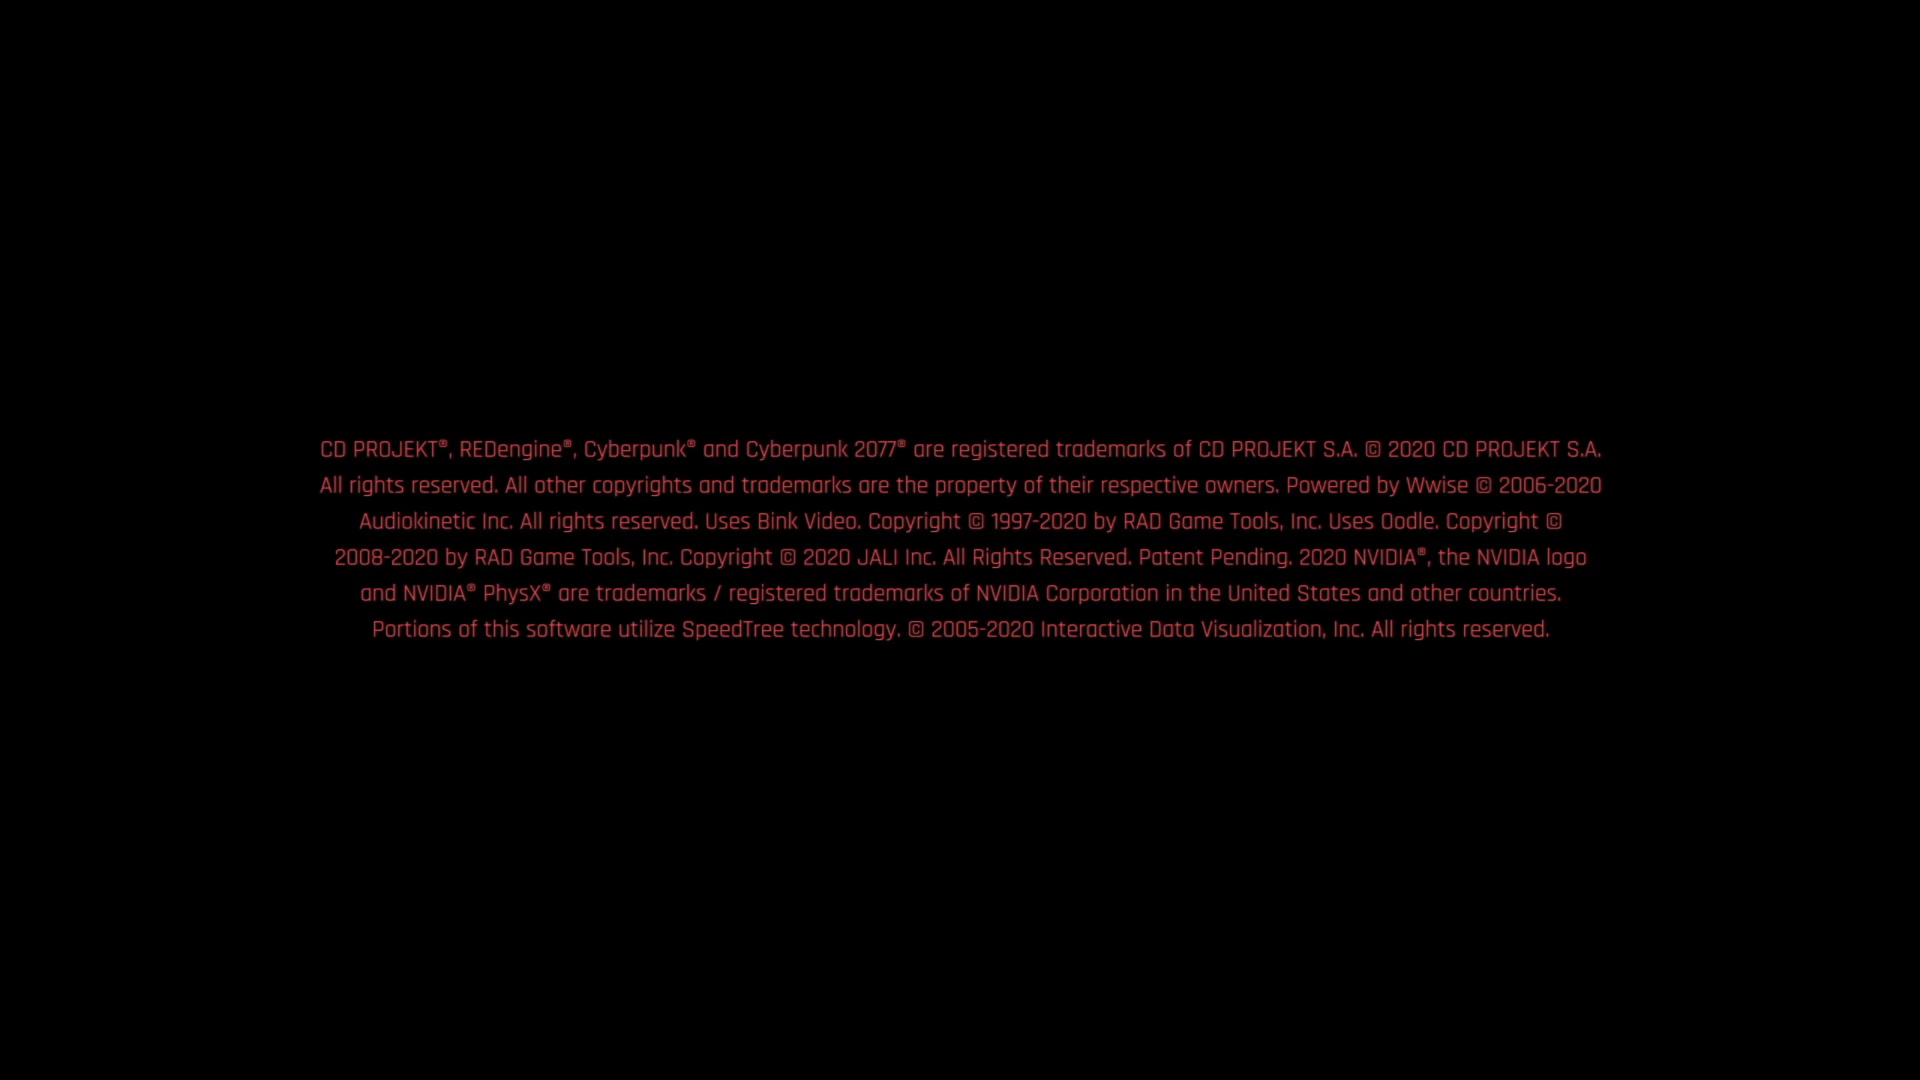 CD PROJEKT®, REDengine®, Cyberpunk® and Cyberpunk 2077® are registered trademarks of CD PROJEKT S.A. © 2020 CD PROJEKT S.A.
All rights reserved. All other copyrights and trademarks are the property of their respective owners. Powered by Wwise © 2006-2020
Audiokinetic Inc. All rights reserved. Uses Bink Video. Copyright © 1997-2020 by RAD Game Tools, Inc. Uses Oodle. Copyright ©
2008-2020 by RAD Game Tools, Inc. Copyright © 2020 JALI Inc. All Rights Reserved. Patent Pending. 2020 NVIDIA®, the NVIDIA logo
and NVIDIA® PhysX® are trademarks / registered trademarks of NVIDIA Corporation in the United States and other countries.
Portions of this software utilize SpeedTree technology. © 2005-2020 Interactive Data Visualization, Inc. All rights reserved.